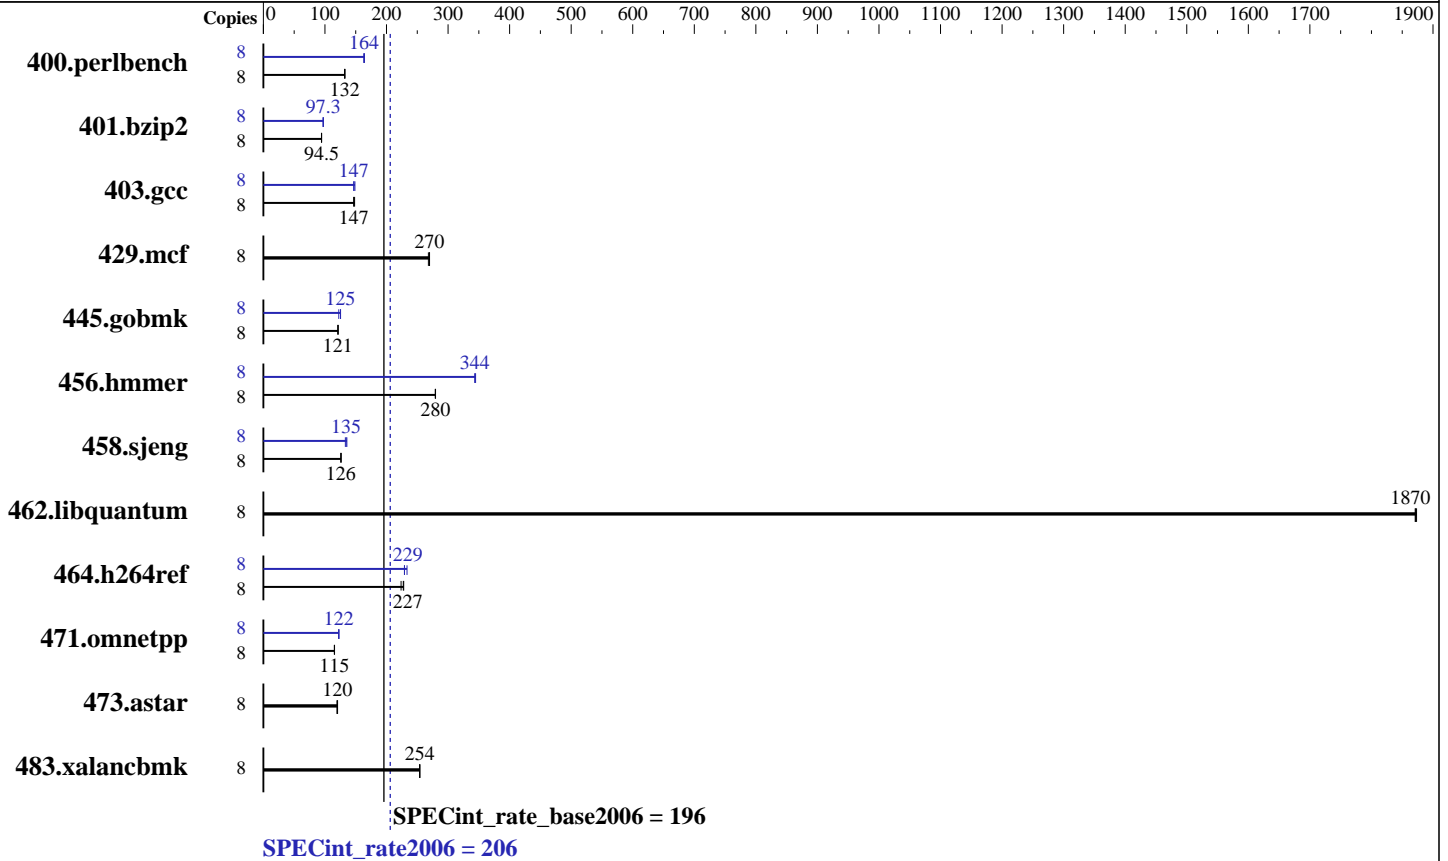 Copies 0 100 200 300 400 500 600 700 800 900 1000 1100 1200 1300 1400 1500 1600 1700 1900
400.perlbench 8 164
8 132
401.bzip2 8 97.3
8 94.5
403.gcc 8 147
8 147
429.mcf 8 270
445.gobmk 8 125
8 121
456.hmmer 8 344
8 280
458.sjeng 8 135
8 126
462.libquantum 8 1870
464.h264ref 8 229
8 227
471.omnetpp 8 122
8 115
473.astar 8 120
483.xalancbmk 8 254
SPECint_rate_base2006 = 196
SPECint_rate2006 = 206